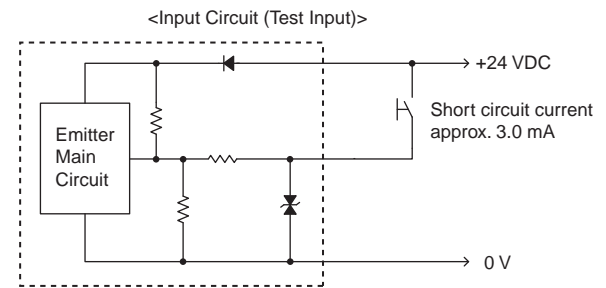 <Input Circuit (Test Input)>
+24 VDC
Short circuit current
approx. 3.0 mA
Emitter
Main
Circuit
0 V